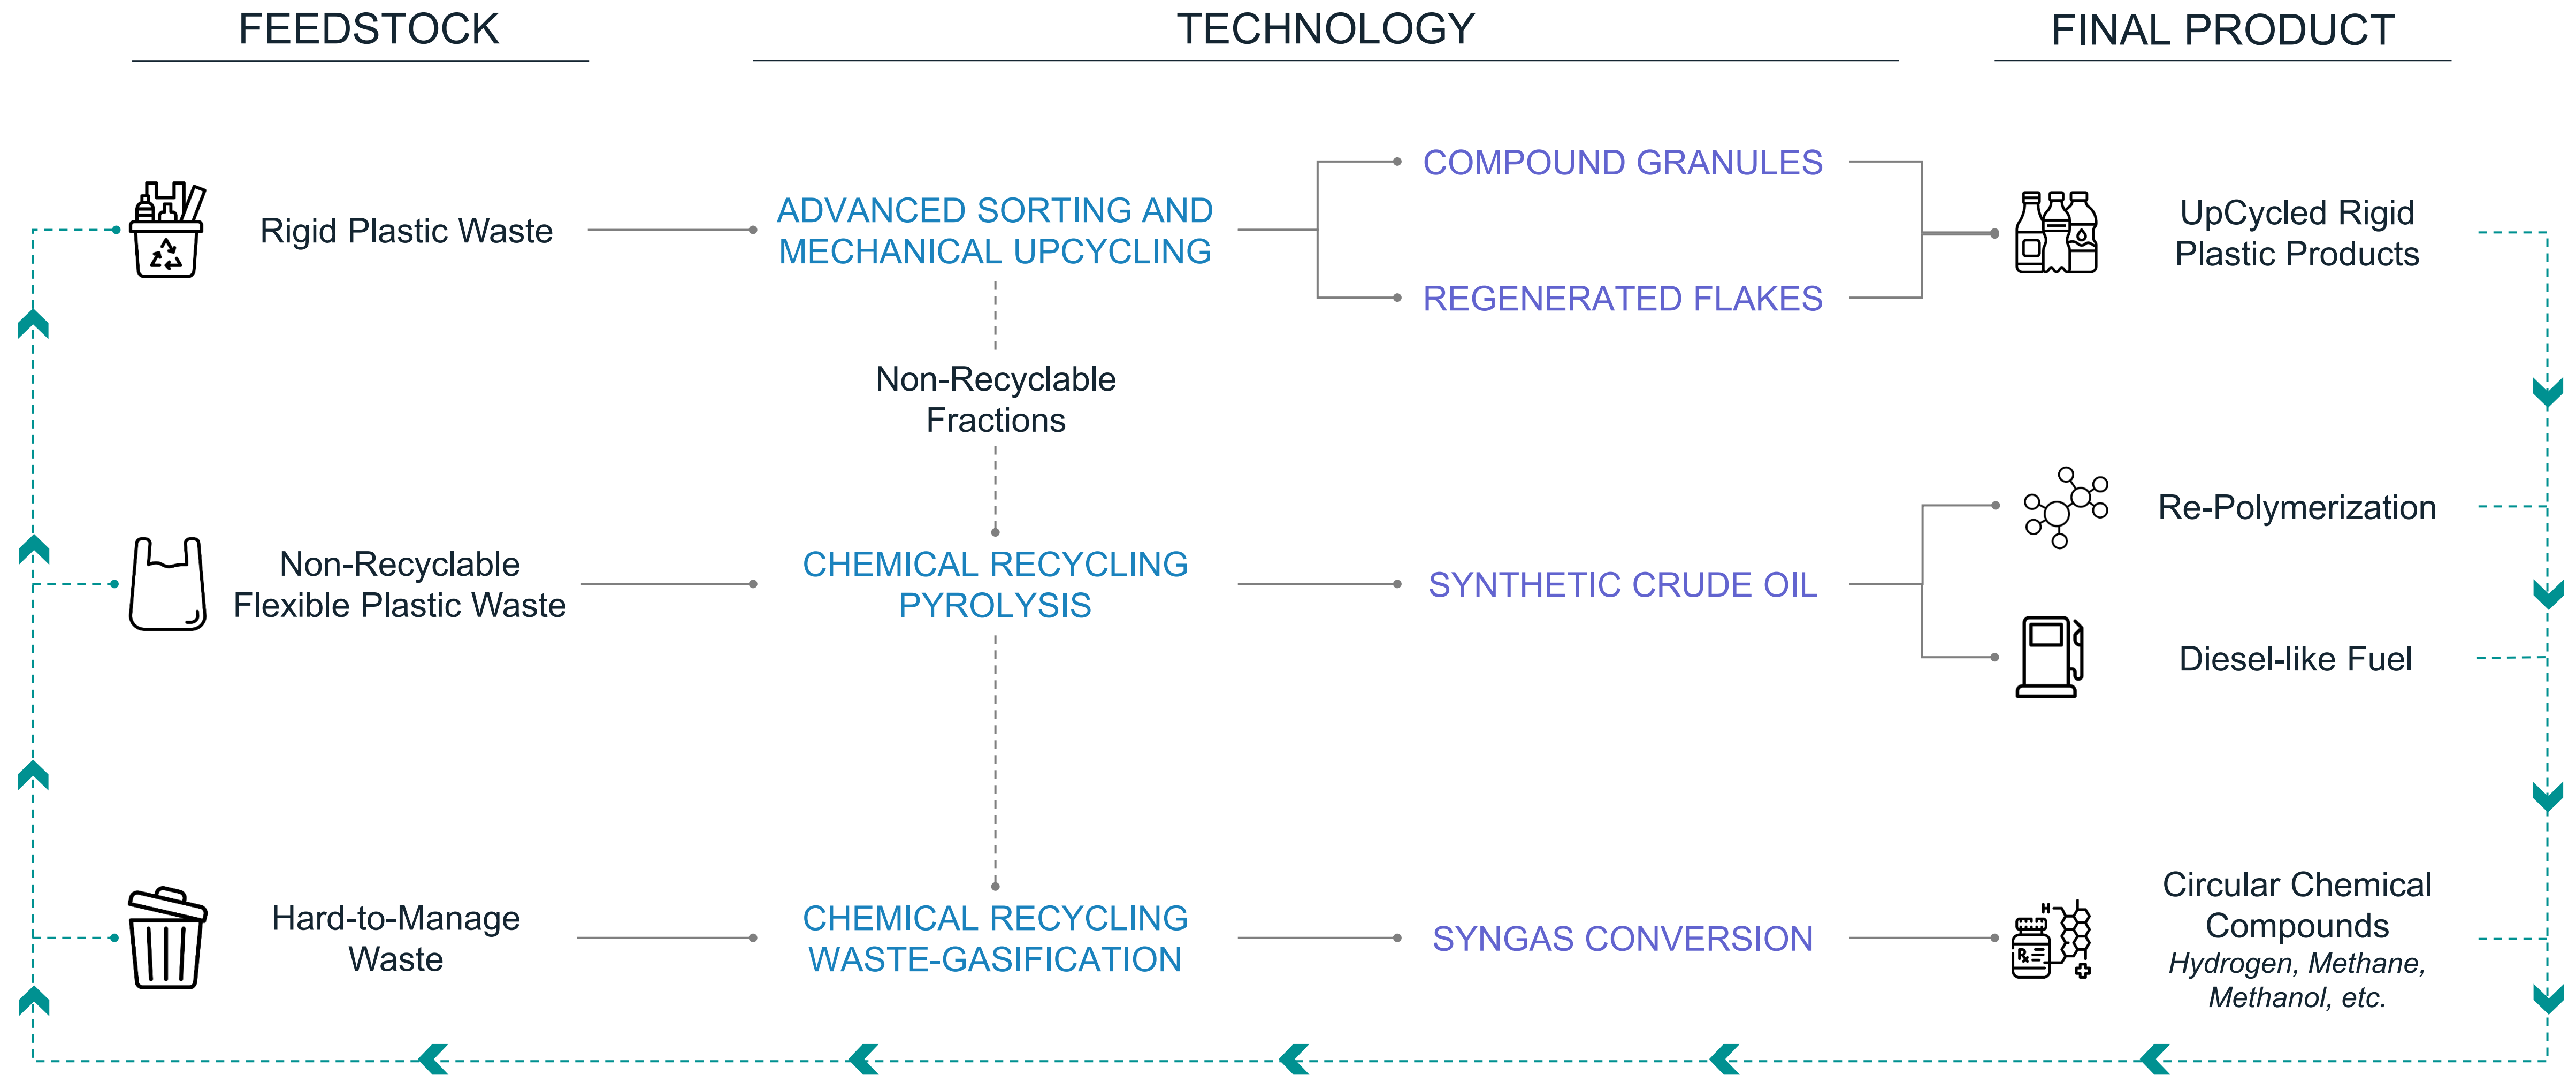 FEEDSTOCK
TECHNOLOGY
FINAL PRODUCT
Rigid Plastic Waste
ADVANCED SORTING AND
MECHANICAL UPCYCLING
COMPOUND GRANULES
REGENERATED FLAKES
UpCycled Rigid
Plastic Products
Non-Recyclable
Fractions
Non-Recyclable
Flexible Plastic Waste
CHEMICAL RECYCLING
PYROLYSIS
SYNTHETIC CRUDE OIL
Re-Polymerization
Diesel-like Fuel
Hard-to-Manage
Waste
CHEMICAL RECYCLING
WASTE-GASIFICATION
SYNGAS CONVERSION
H
Rx
Circular Chemical
Compounds
Hydrogen, Methane,
Methanol, etc.